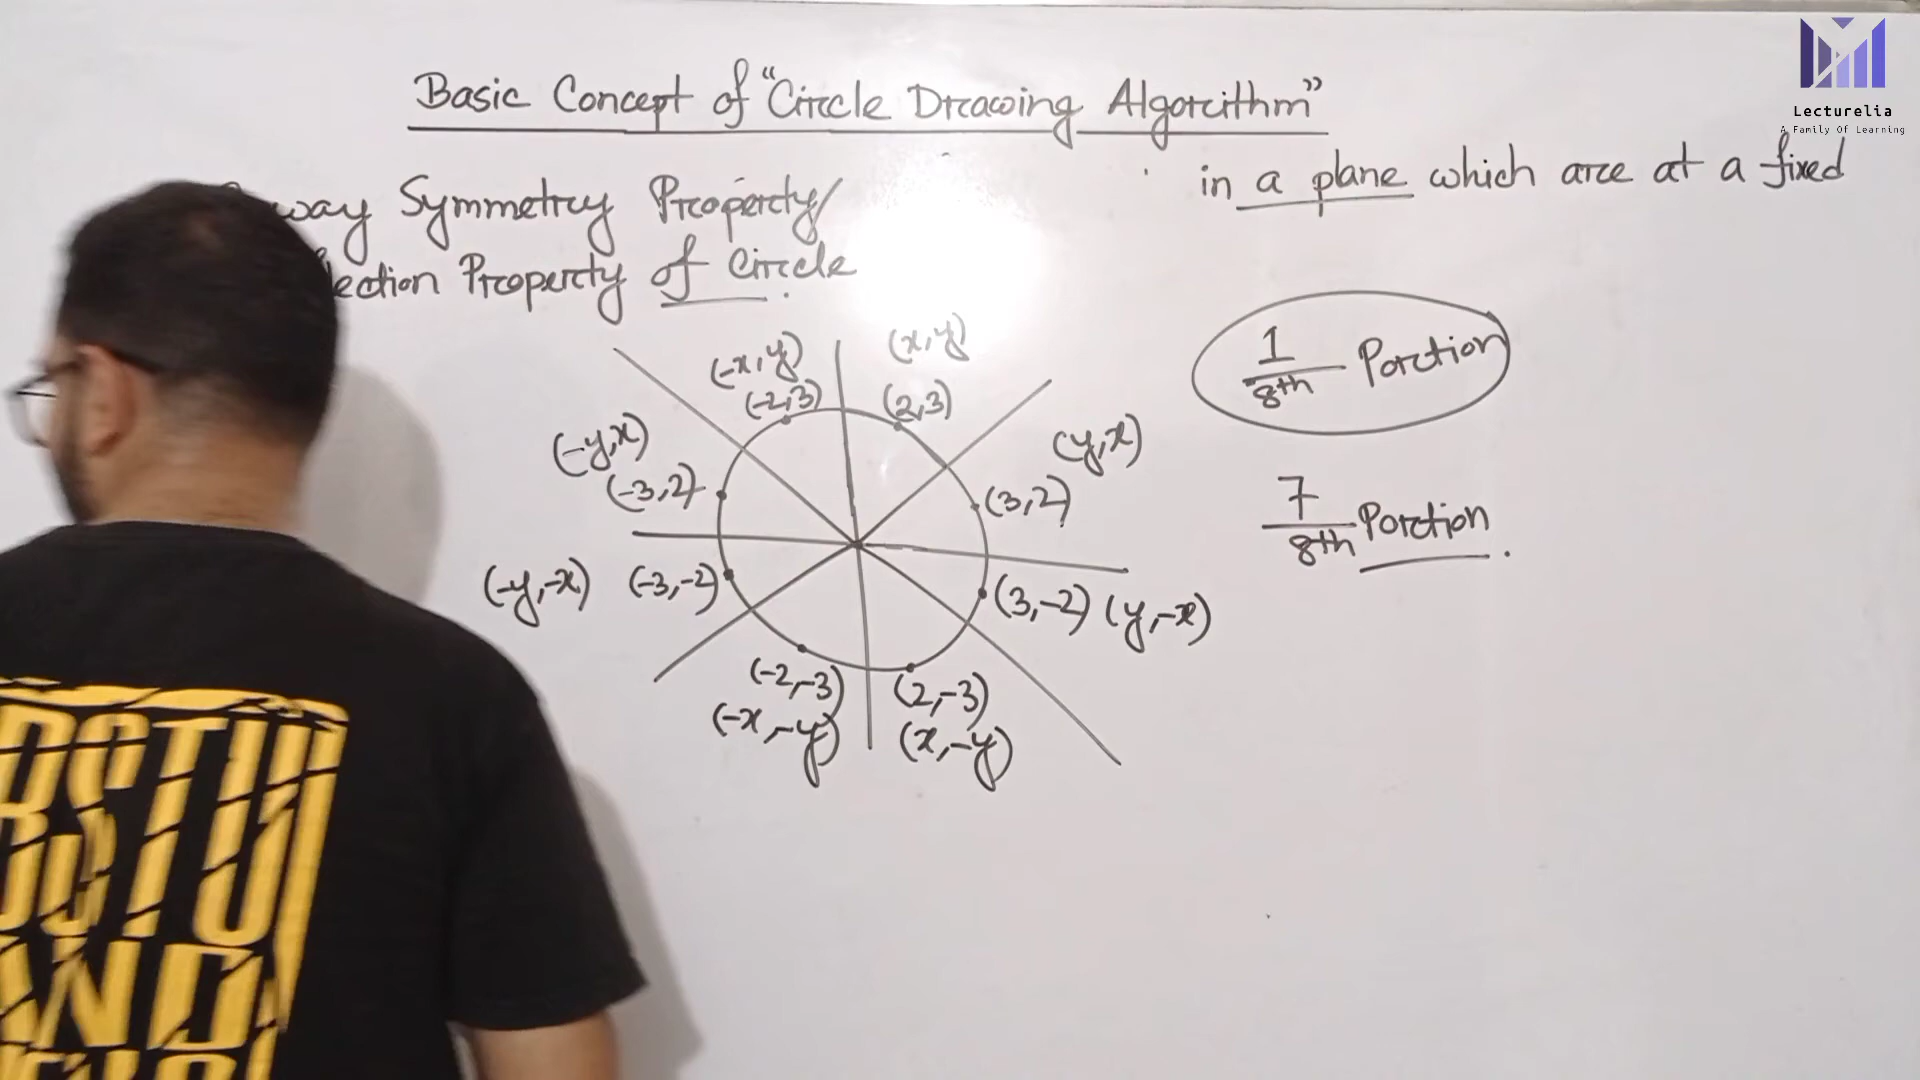 Basic Concept of "Circle Drawing Algorithm"
Lecturelia
A Family Of Learning
in a plane which are at a fixed
way Symmetry Property/
lection Property of Circle
1/8th Portion
7/8th Portion.
(-x,y) (x,y)
(-2,3) (2,3)
(-y,x) (y,x)
(-3,2) (3,2)
(-y,-x) (-3,-2) (3,-2) (y,-x)
(-2,-3) (2,-3)
(-x,-y) (x,-y)